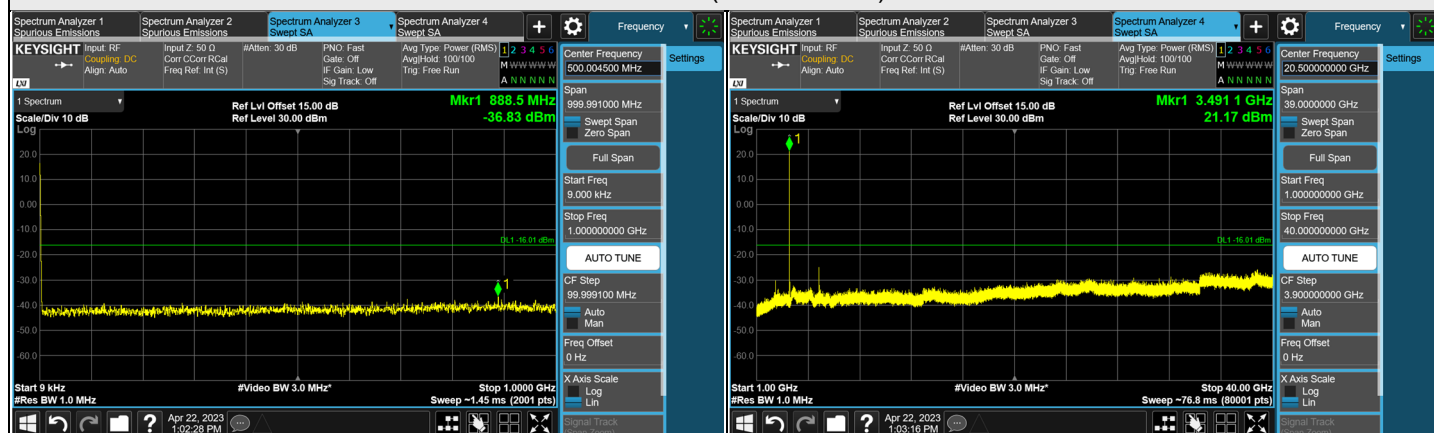 Spectrum Analyzer 1
Spurious Emissions
Spectrum Analyzer 2
Spurious Emissions
Spectrum Analyzer 3
Swept SA
Spectrum Analyzer 4
Swept SA
+
Frequency
KEYSIGHT
Input: RF
Coupling: DC
Align: Auto
Input Z: 50 Ω
Corr CCorr RCal
Freq Ref: Int (S)
#Atten: 30 dB
PNO: Fast
Gate: Off
IF Gain: Low
Sig Track: Off
Avg Type: Power (RMS)
Avg|Hold: 100/100
Trig: Free Run
1 2 3 4 5 6
M W W W W W
A N N N N N
LXI
1 Spectrum
Scale/Div 10 dB
Ref Lvl Offset 15.00 dB
Ref Level 30.00 dBm
Mkr1 888.5 MHz
-36.83 dBm
Log
20.0
10.0
0.00
-10.0
-20.0
-30.0
-40.0
-50.0
-60.0
DL1 -16.01 dBm
1
Start 9 kHz
#Res BW 1.0 MHz
#Video BW 3.0 MHz*
Stop 1.0000 GHz
Sweep ~1.45 ms (2001 pts)
Center Frequency
500.004500 MHz
Settings
Span
999.991000 MHz
Swept Span
Zero Span
Full Span
Start Freq
9.000 kHz
Stop Freq
1.000000000 GHz
AUTO TUNE
CF Step
99.999100 MHz
Auto
Man
Freq Offset
0 Hz
X Axis Scale
Log
Lin
Signal Track
?
Apr 22, 2023
1:02:28 PM
Spectrum Analyzer 1
Spurious Emissions
Spectrum Analyzer 2
Spurious Emissions
Spectrum Analyzer 3
Swept SA
Spectrum Analyzer 4
Swept SA
+
Frequency
KEYSIGHT
Input: RF
Coupling: DC
Align: Auto
Input Z: 50 Ω
Corr CCorr RCal
Freq Ref: Int (S)
#Atten: 30 dB
PNO: Fast
Gate: Off
IF Gain: Low
Sig Track: Off
Avg Type: Power (RMS)
Avg|Hold: 100/100
Trig: Free Run
1 2 3 4 5 6
M W W W W W
A N N N N N
LXI
1 Spectrum
Scale/Div 10 dB
Ref Lvl Offset 15.00 dB
Ref Level 30.00 dBm
Mkr1 3.491 1 GHz
21.17 dBm
Log
20.0
10.0
0.00
-10.0
-20.0
-30.0
-40.0
-50.0
-60.0
DL1 -16.01 dBm
1
Start 1.00 GHz
#Res BW 1.0 MHz
#Video BW 3.0 MHz*
Stop 40.00 GHz
Sweep ~76.8 ms (80001 pts)
Center Frequency
20.500000000 GHz
Settings
Span
39.0000000 GHz
Swept Span
Zero Span
Full Span
Start Freq
1.000000000 GHz
Stop Freq
40.000000000 GHz
AUTO TUNE
CF Step
3.900000000 GHz
Auto
Man
Freq Offset
0 Hz
X Axis Scale
Log
Lin
Signal Track
?
Apr 22, 2023
1:03:16 PM